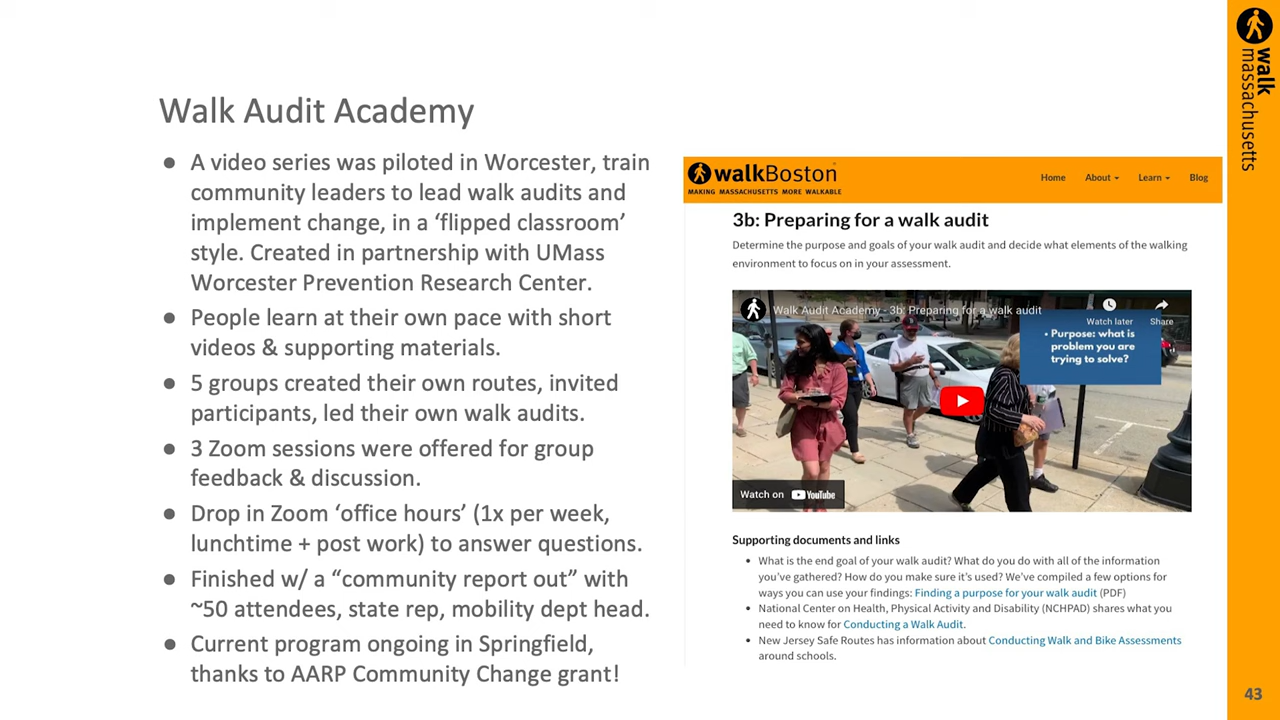 Walk Audit Academy
● A video series was piloted in Worcester, train
community leaders to lead walk audits and
implement change, in a ‘flipped classroom’
style. Created in partnership with UMass
Worcester Prevention Research Center.
● People learn at their own pace with short
videos & supporting materials.
● 5 groups created their own routes, invited
participants, led their own walk audits.
● 3 Zoom sessions were offered for group
feedback & discussion.
● Drop in Zoom ‘office hours’ (1x per week,
lunchtime + post work) to answer questions.
● Finished w/ a “community report out” with
~50 attendees, state rep, mobility dept head.
● Current program ongoing in Springfield,
thanks to AARP Community Change grant!
walkBoston
MAKING MASSACHUSETTS MORE WALKABLE
Home About Learn Blog
3b: Preparing for a walk audit
Determine the purpose and goals of your walk audit and decide what elements of the walking
environment to focus on in your assessment.
Walk Audit Academy - 3b: Preparing for a walk audit
Watch later Share
• Purpose: what is
problem you are
trying to solve?
Watch on YouTube
Supporting documents and links
• What is the end goal of your walk audit? What do you do with all of the information
you’ve gathered? How do you make sure it’s used? We’ve compiled a few options for
ways you can use your findings: Finding a purpose for your walk audit (PDF)
• National Center on Health, Physical Activity and Disability (NCHPAD) shares what you
need to know for Conducting a Walk Audit.
• New Jersey Safe Routes has information about Conducting Walk and Bike Assessments
around schools.
walk
massachusetts
43